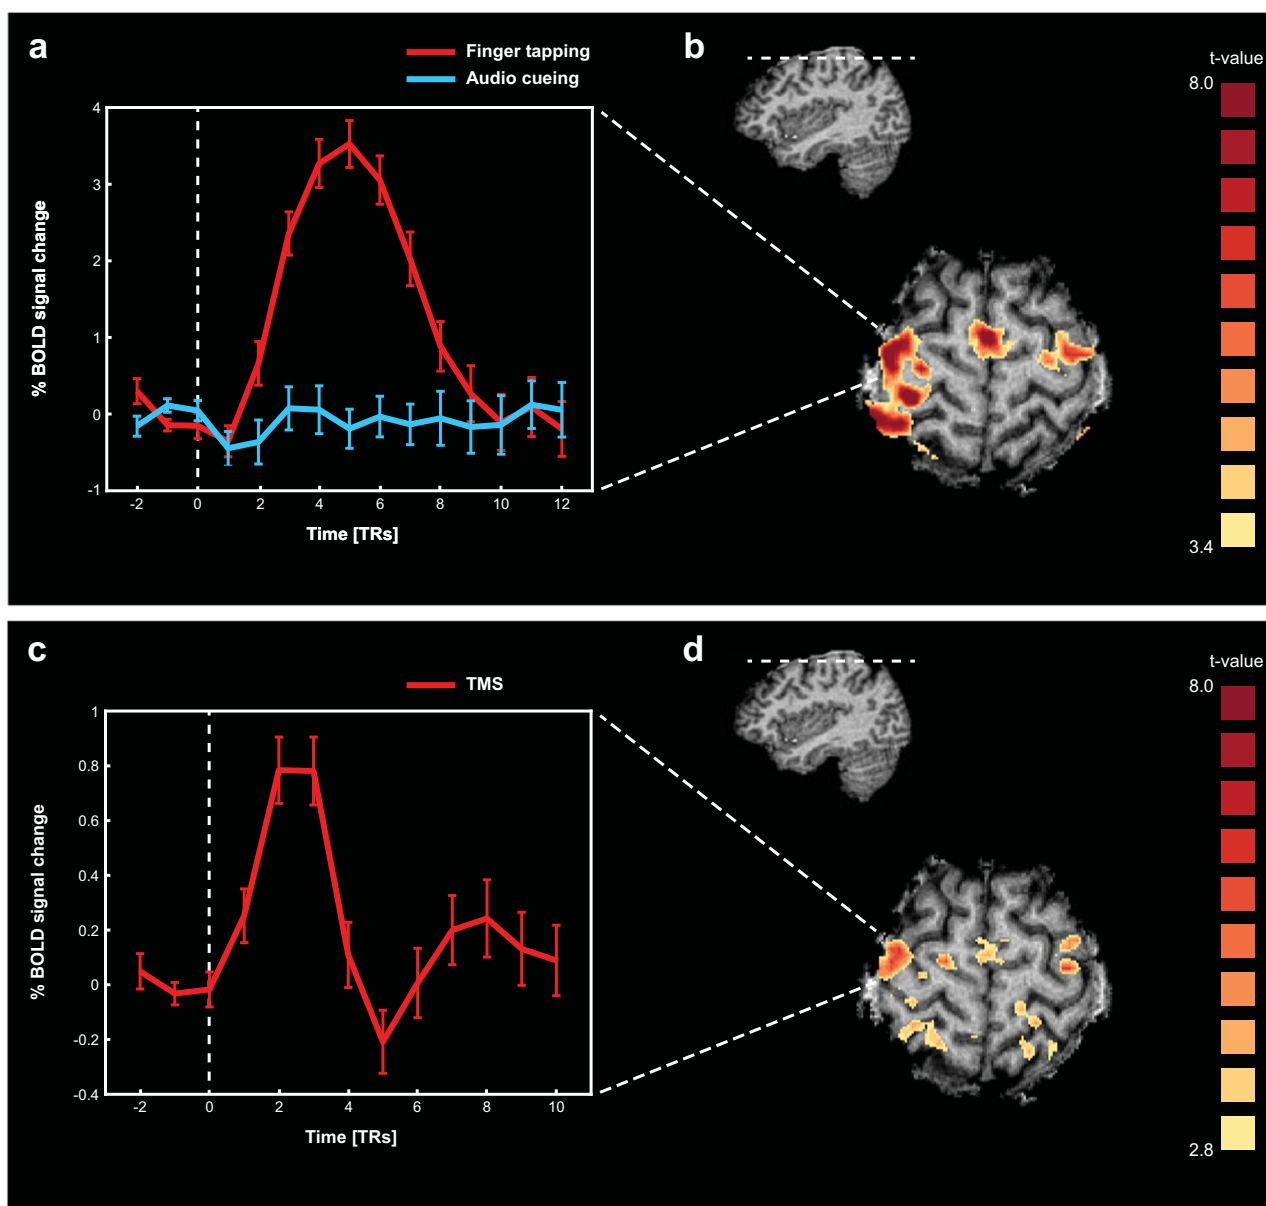 a
Finger tapping
Audio cueing
% BOLD signal change
4
3
2
1
0
-1
-2 0 2 4 6 8 10 12
Time [TRs]
b
t-value
8.0
3.4
c
TMS
% BOLD signal change
1
0.8
0.6
0.4
0.2
0
-0.2
-0.4
-2 0 2 4 6 8 10
Time [TRs]
d
t-value
8.0
2.8